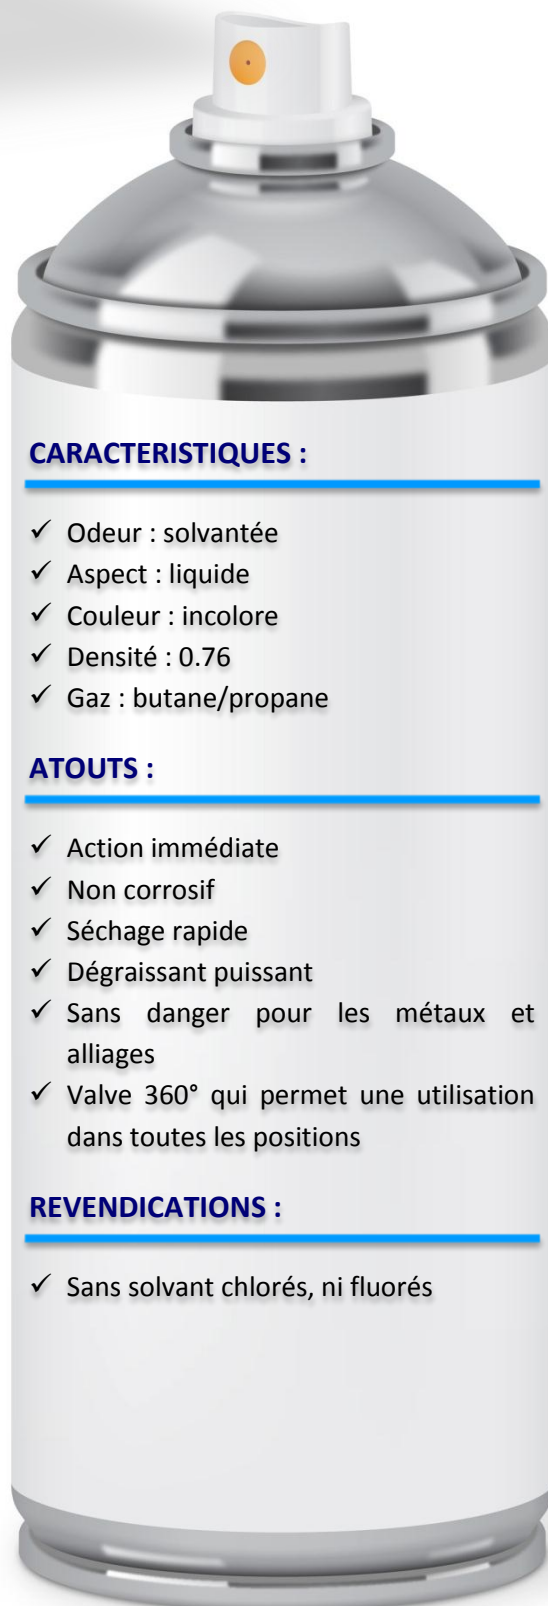 CARACTERISTIQUES :
✓ Odeur : solvantée
✓ Aspect : liquide
✓ Couleur : incolore
✓ Densité : 0.76
✓ Gaz : butane/propane
ATOUTS :
✓ Action immédiate
✓ Non corrosif
✓ Séchage rapide
✓ Dégraissant puissant
✓ Sans danger pour les métaux et
alliages
✓ Valve 360° qui permet une utilisation
dans toutes les positions
REVENDICATIONS :
✓ Sans solvant chlorés, ni fluorés